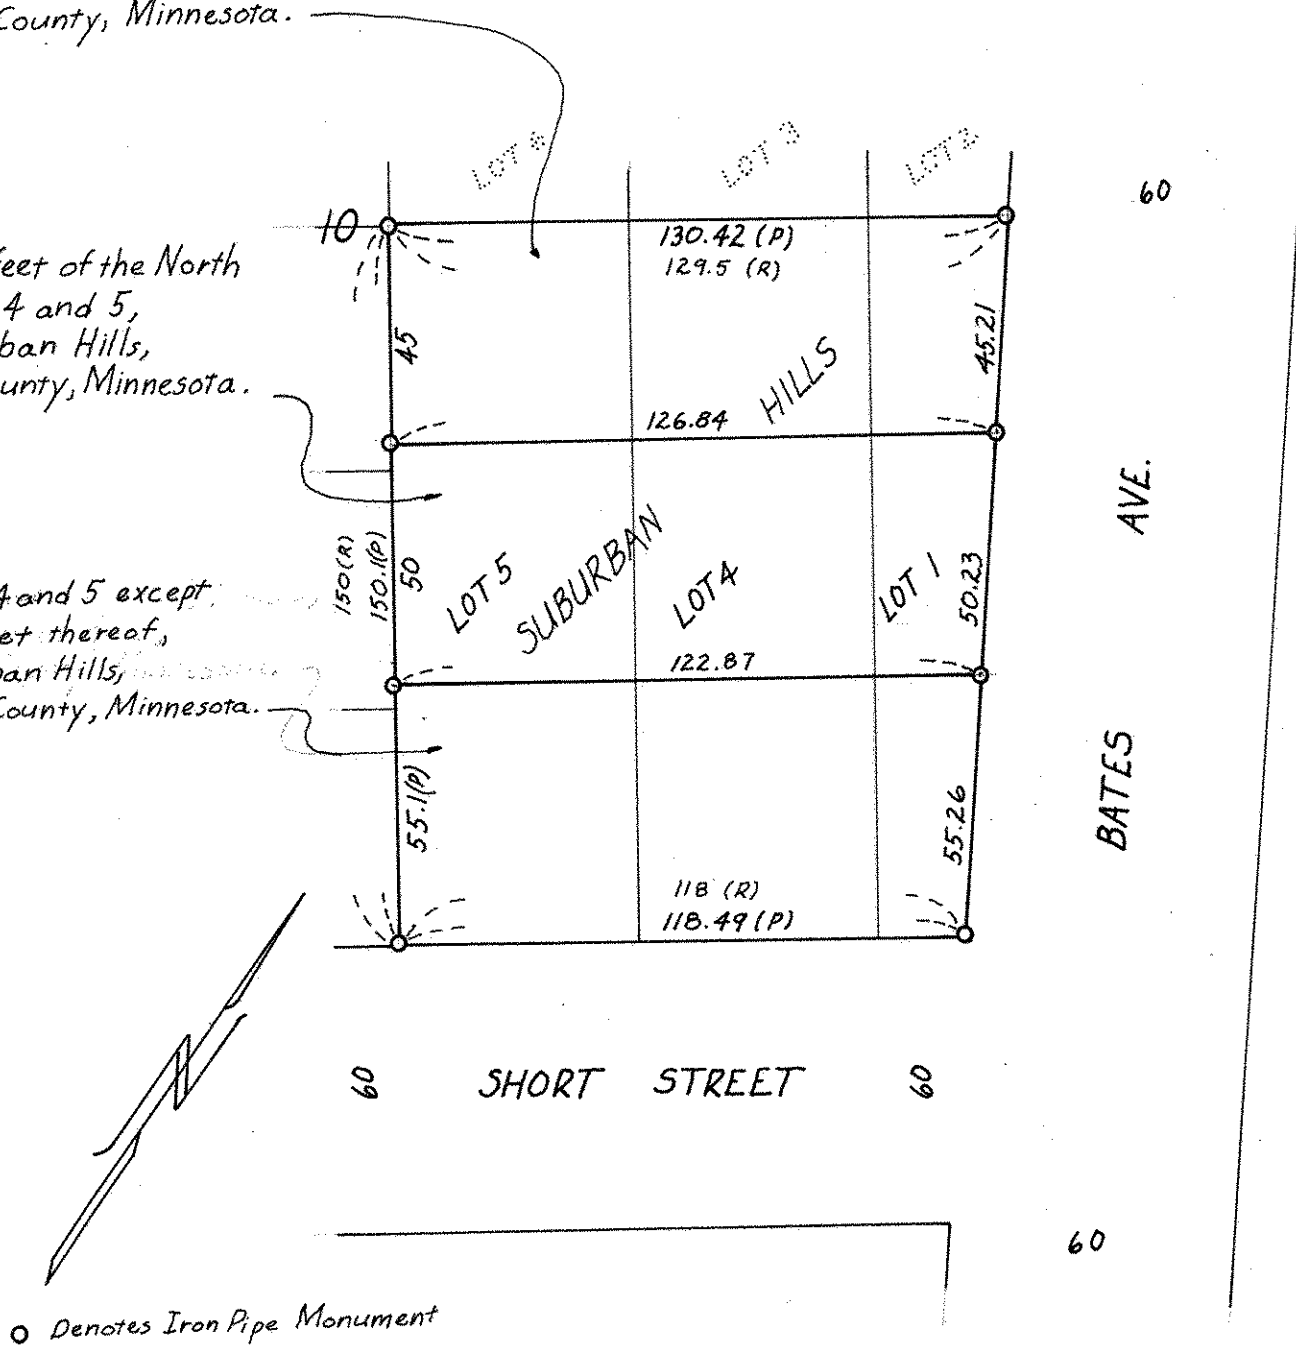 County, Minnesota.
LOT 6
LOT 3
LOT 2
60
10
130.42 (P)
129.5 (R)
feet of the North
4 and 5,
ban Hills,
unty, Minnesota.
45
45.21
HILLS
126.84
AVE.
150 (R)
150.1 (P)
50
LOT 5
SUBURBAN
LOT 4
LOT 1
50.23
4 and 5 except
et thereof,
ban Hills,
County, Minnesota.
122.87
BATES
55.1 (P)
55.26
118 (R)
118.49 (P)
60
SHORT STREET
60
N
60
o Denotes Iron Pipe Monument